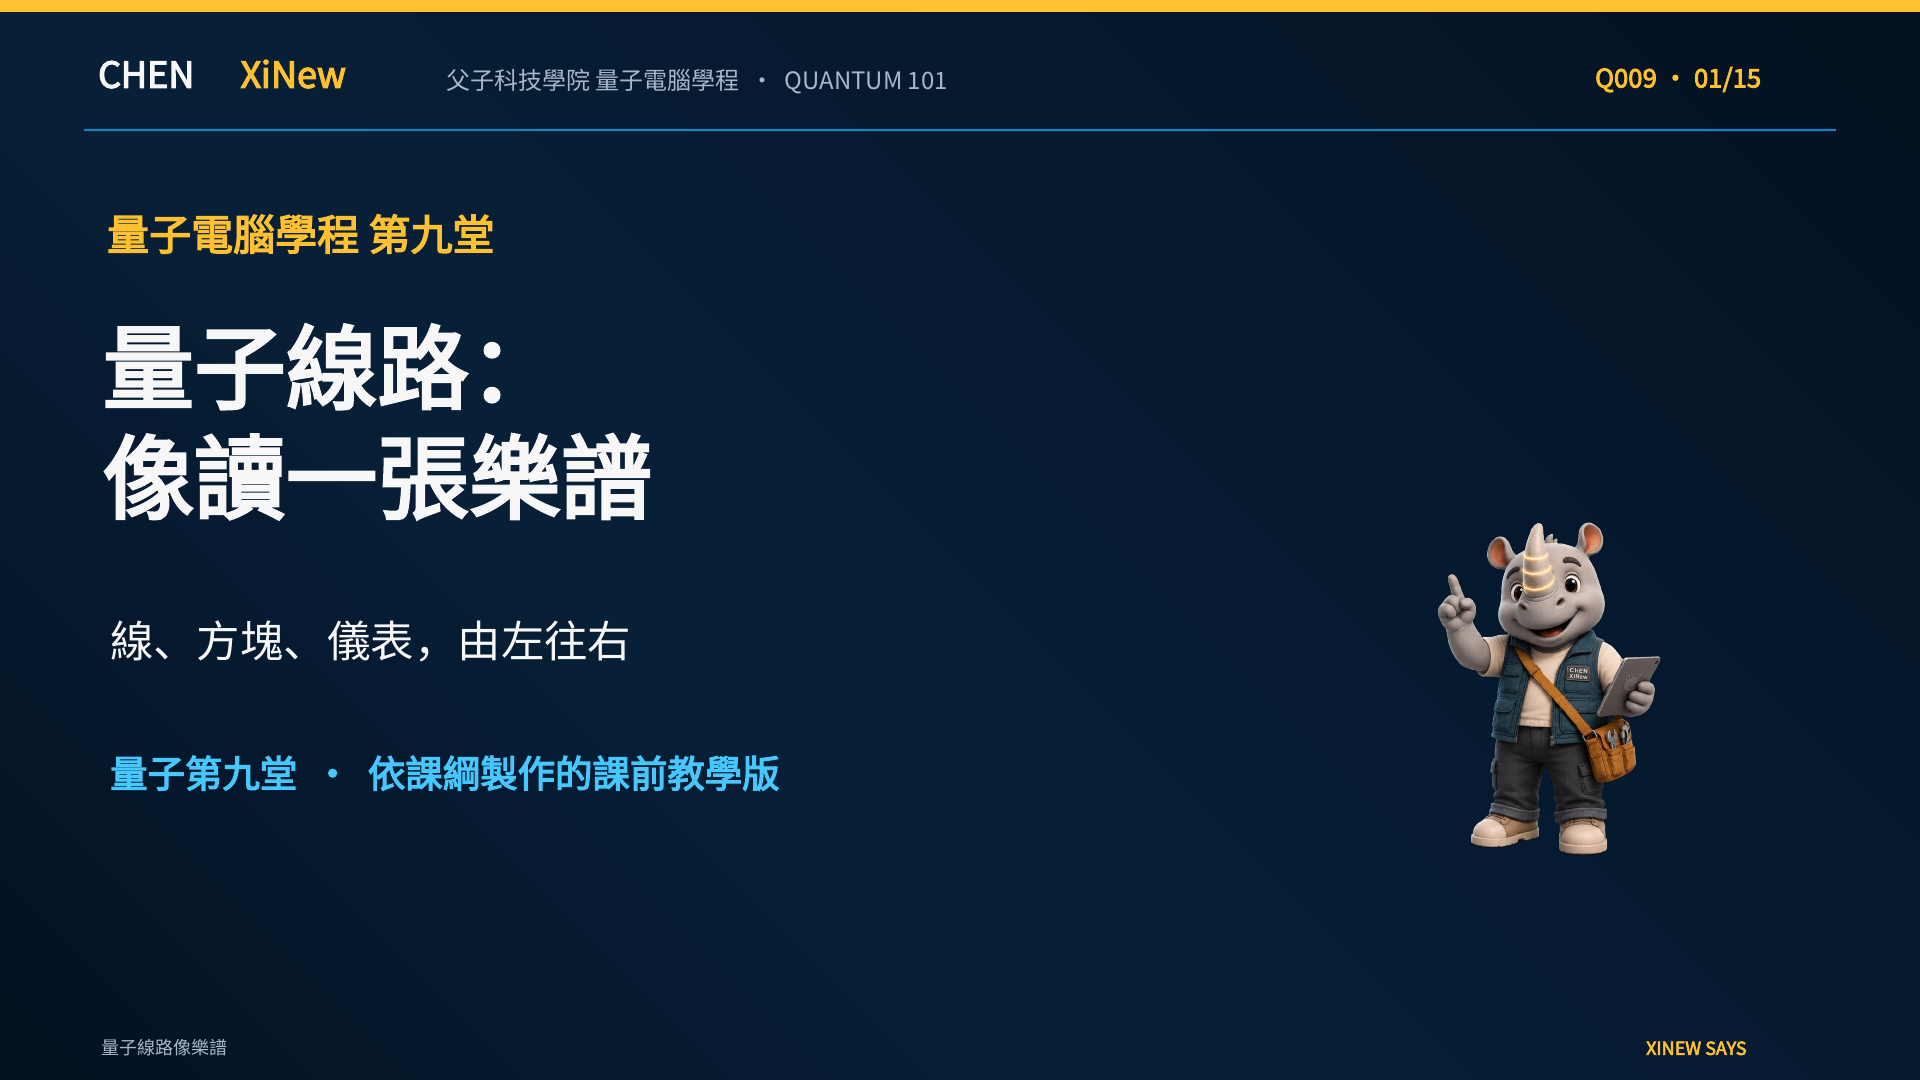 CHEN XiNew 父子科技學院 量子電腦學程 • QUANTUM 101 Q009 • 01/15
量子電腦學程 第九堂
量子線路：
像讀一張樂譜
線、方塊、儀表，由左往右
CHEN
XiNew
量子第九堂 • 依課綱製作的課前教學版
量子線路像樂譜 XINEW SAYS